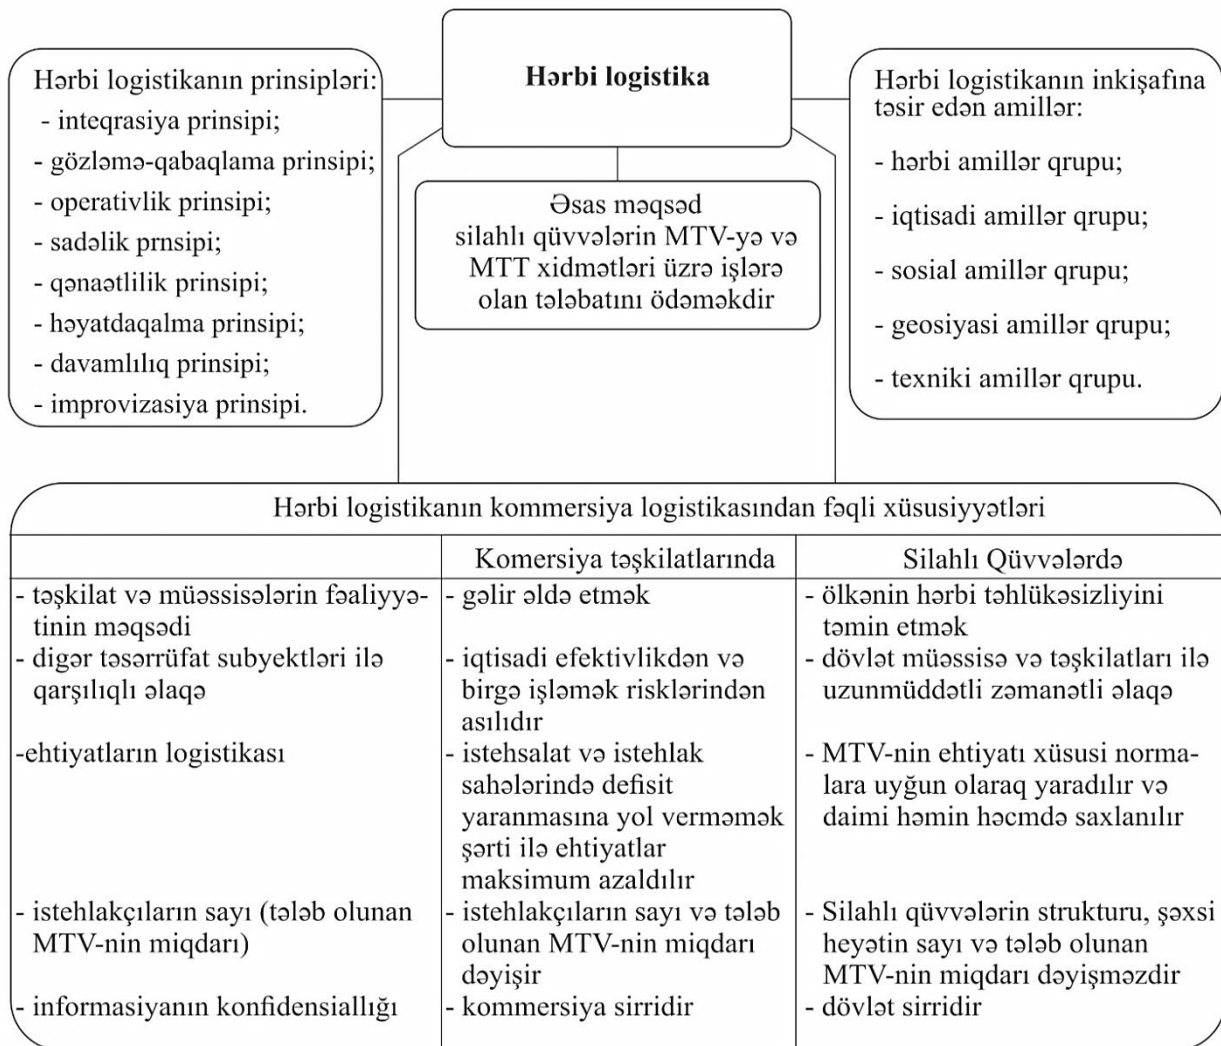 Hərbi logistika
Hərbi logistikanın prinsipləri:
- inteqrasiya prinsipi;
- gözləmə-qabaqlama prinsipi;
- operativlik prinsipi;
- sadəlik prnsipi;
- qənaətlilik prinsipi;
- həyatdaqalma prinsipi;
- davamlılıq prinsipi;
- improvizasiya prinsipi.
Əsas məqsəd
silahlı qüvvələrin MTV-yə və
MTT xidmətləri üzrə işlərə
olan tələbatını ödəməkdir
Hərbi logistikanın inkişafına
təsir edən amillər:
- hərbi amillər qrupu;
- iqtisadi amillər qrupu;
- sosial amillər qrupu;
- geosiyasi amillər qrupu;
- texniki amillər qrupu.
Hərbi logistikanın kommersiya logistikasından fəqli xüsusiyyətləri
Komersiya təşkilatlarında
Silahlı Qüvvələrdə
- təşkilat və müəssisələrin fəaliyyə-
tinin məqsədi
- gəlir əldə etmək
- ölkənin hərbi təhlükəsizliyini
təmin etmək
- digər təsərrüfat subyektləri ilə
qarşılıqlı əlaqə
- iqtisadi efektivlikdən və
birgə işləmək risklərindən
asılıdır
- dövlət müəssisə və təşkilatları ilə
uzunmüddətli zəmanətli əlaqə
-ehtiyatların logistikası
- istehsalat və istehlak
sahələrində defisit
yaranmasına yol verməmək
şərti ilə ehtiyatlar
maksimum azaldılır
- MTV-nin ehtiyatı xüsusi norma-
lara uyğun olaraq yaradılır və
daimi həmin həcmdə saxlanılır
- istehlakçıların sayı (tələb olunan
MTV-nin miqdarı)
- istehlakçıların sayı və tələb
olunan MTV-nin miqdarı
dəyişir
- Silahlı qüvvələrin strukturu, şəxsi
heyətin sayı və tələb olunan
MTV-nin miqdarı dəyişməzdir
- informasiyanın konfidensiallığı
- kommersiya sirridir
- dövlət sirridir